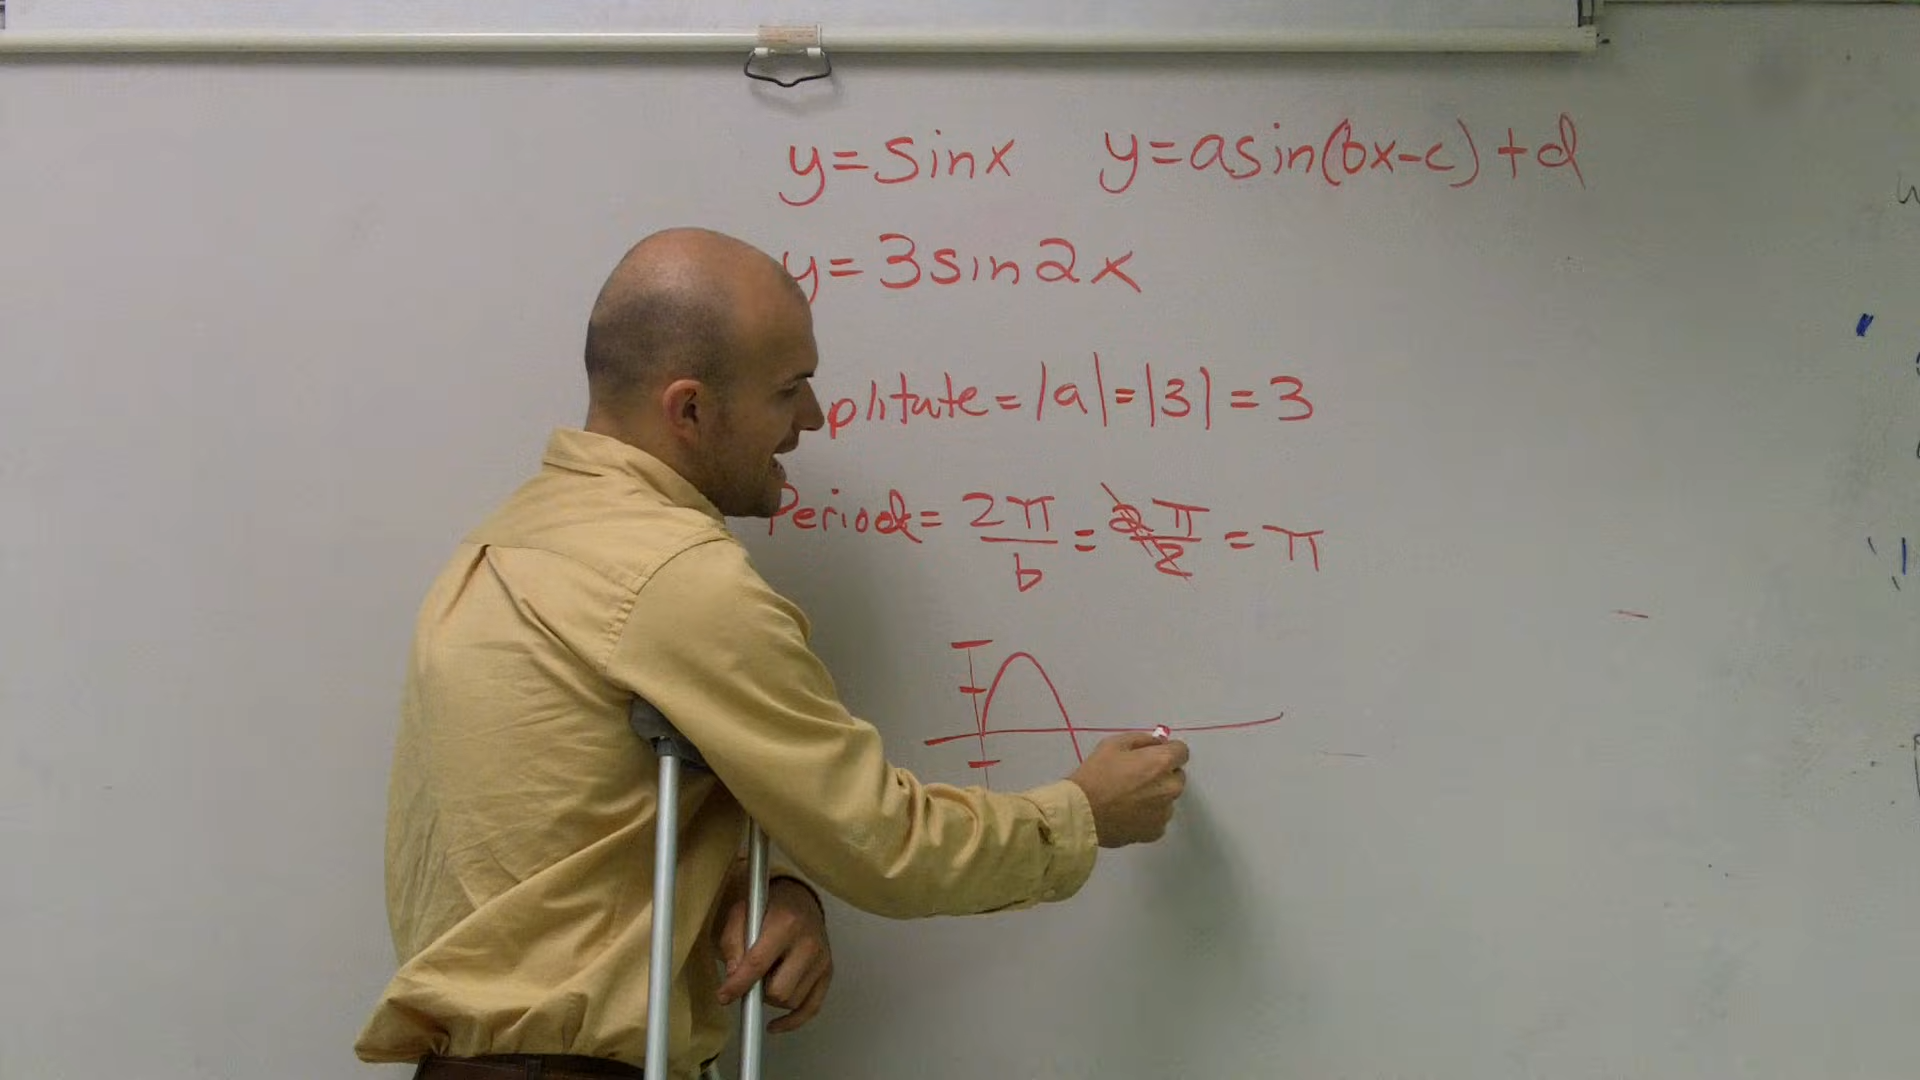 y=sinx y=asin(bx-c)+d
y=3sin2x
plitute=|a|=|3|=3
Period=2π/b=2π/2=π